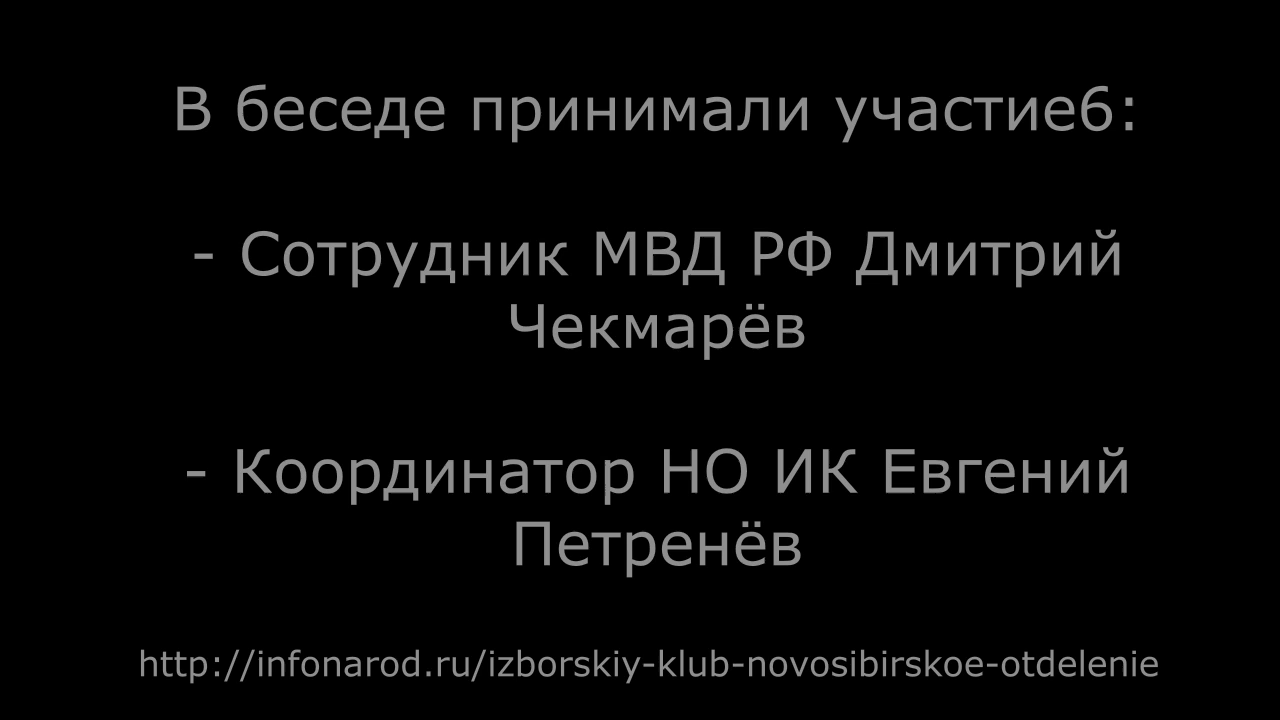 В беседе принимали участие6:
- Сотрудник МВД РФ Дмитрий
Чекмарёв
- Координатор НО ИК Евгений
Петренёв
http://infonarod.ru/izborskiy-klub-novosibirskoe-otdelenie